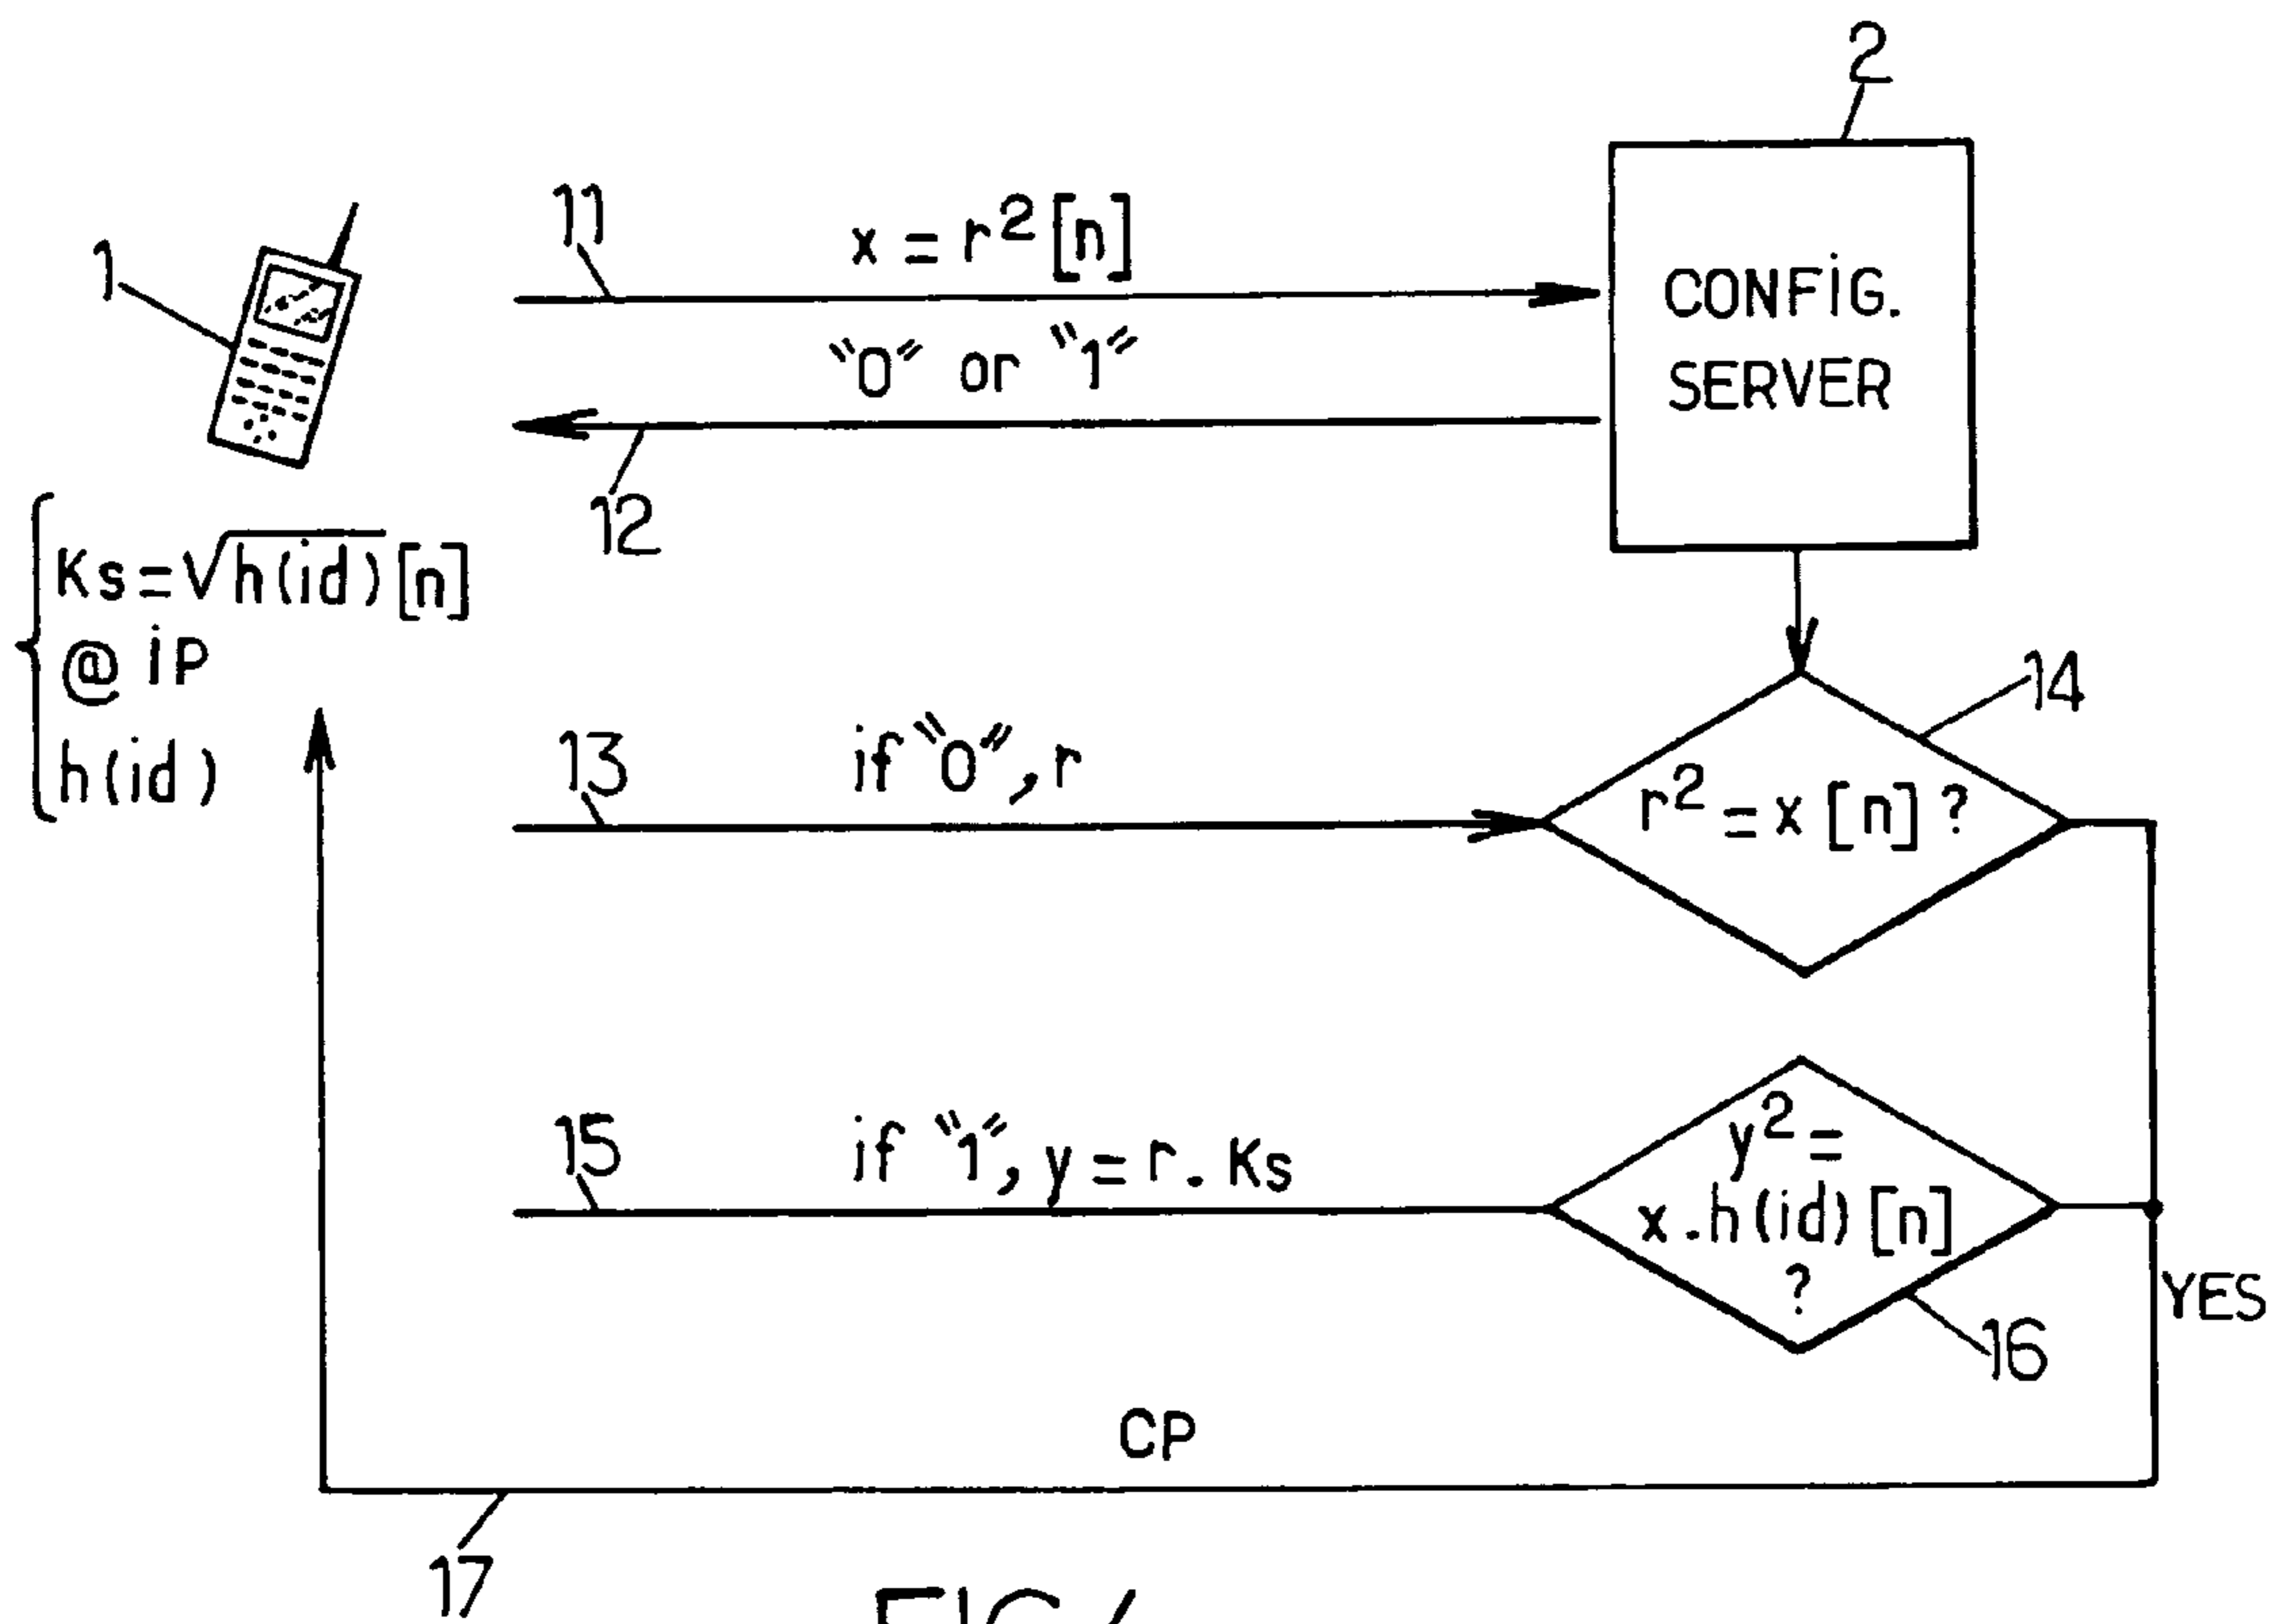 2
11
x = r² [n]
1
CONFIG.
SERVER
"0" or "1"
12
Ks = √h(id) [n]
@ iP
h(id)
14
13
if "0", r
r² = x [n] ?
15
if "1", y = r. Ks
y² =
x .h(id) [n]
?
YES
16
CP
17